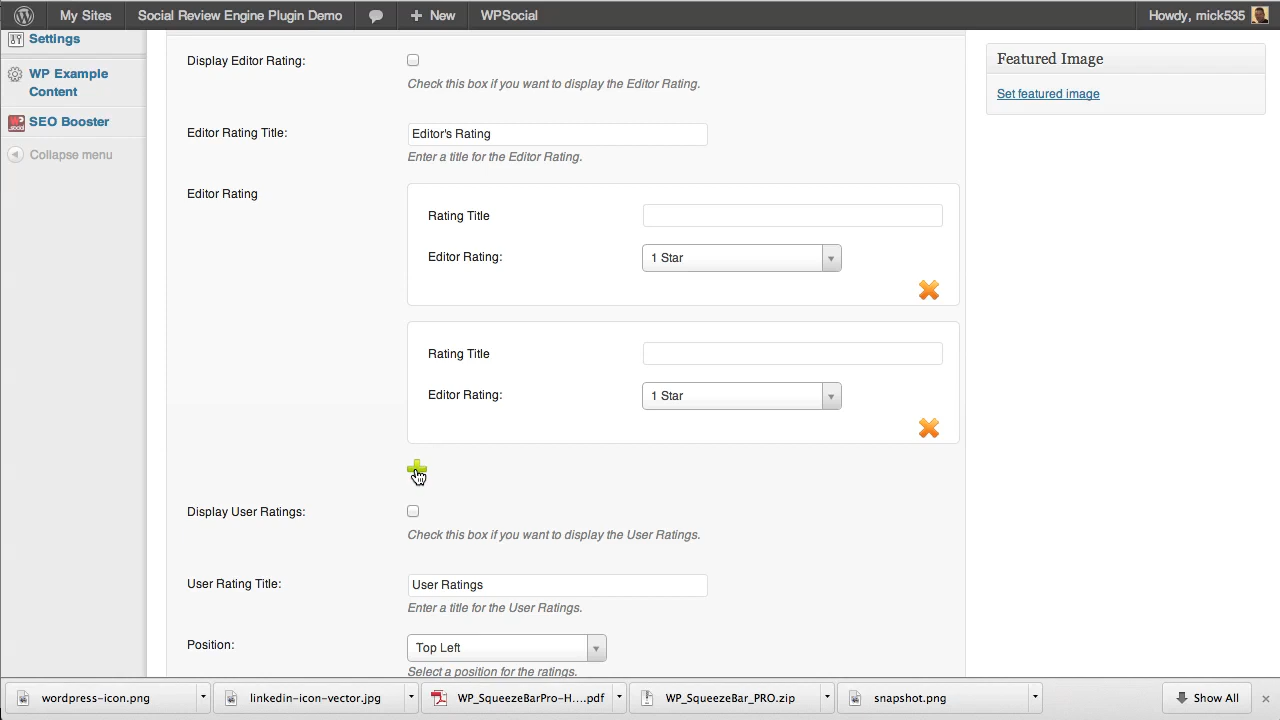 My Sites
Social Review Engine Plugin Demo
New
WPSocial
Howdy, mick535
Settings
WP Example
Content
SEO Booster
Collapse menu
Display Editor Rating:
Check this box if you want to display the Editor Rating.
Editor Rating Title:
Editor's Rating
Enter a title for the Editor Rating.
Editor Rating
Rating Title
Editor Rating:
1 Star
Rating Title
Editor Rating:
1 Star
Display User Ratings:
Check this box if you want to display the User Ratings.
User Rating Title:
User Ratings
Enter a title for the User Ratings.
Position:
Top Left
Select a position for the ratings.
Featured Image
Set featured image
wordpress-icon.png
linkedin-icon-vector.jpg
WP_SqueezeBarPro-H....pdf
WP_SqueezeBar_PRO.zip
snapshot.png
Show All